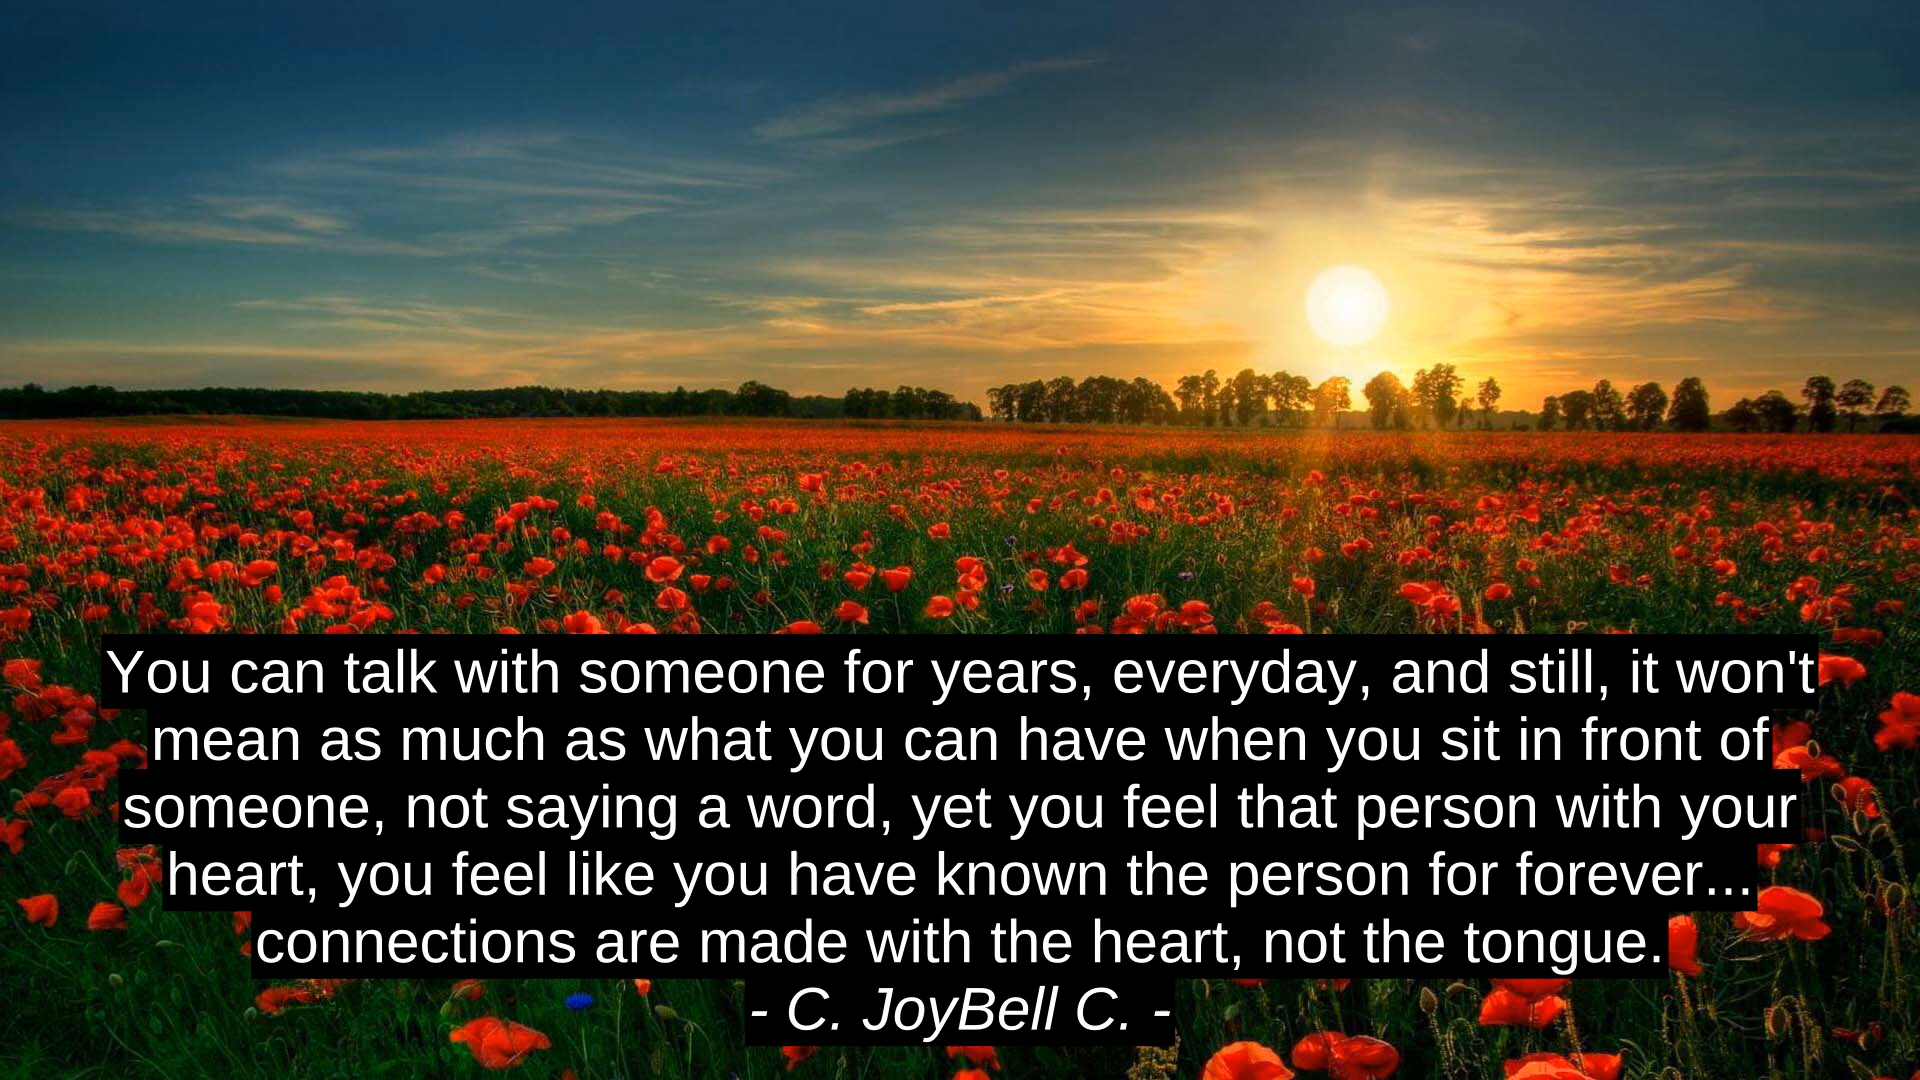 You can talk with someone for years, everyday, and still, it won't
mean as much as what you can have when you sit in front of
someone, not saying a word, yet you feel that person with your
heart, you feel like you have known the person for forever...
connections are made with the heart, not the tongue.
- C. JoyBell C. -